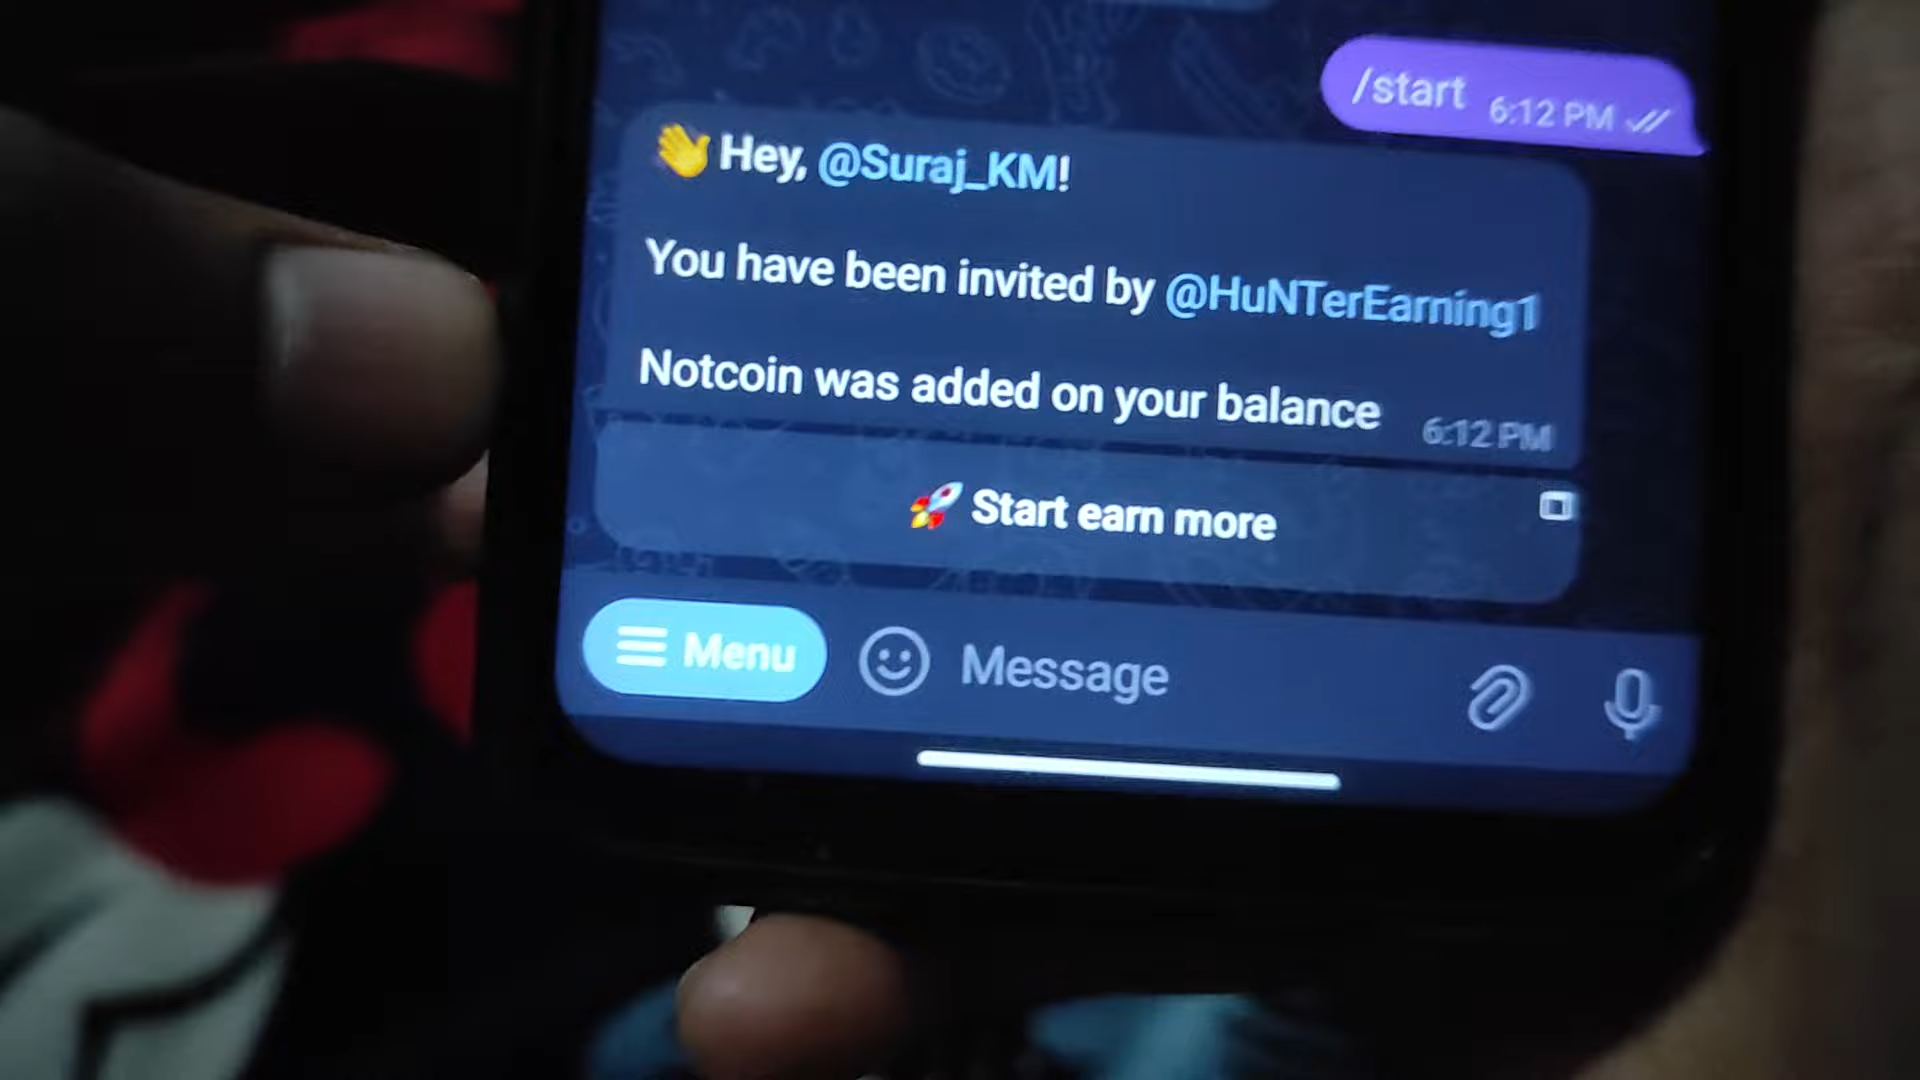 /start 6:12 PM
👋 Hey, @Suraj_KM!
You have been invited by @HuNTerEarning1
Notcoin was added on your balance 6:12 PM
🚀 Start earn more
Menu Message